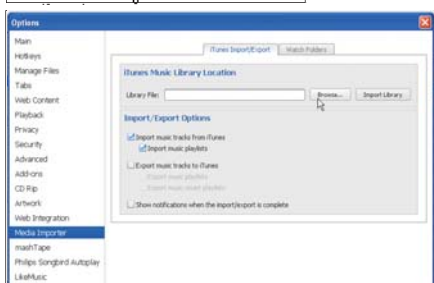 Options
Main
Hotkeys
Manage Files
Tabs
Web Content
Playback
Privacy
Security
Advanced
Add-ons
CD Rip
Artwork
Web Integration
Media Importer
mashTape
Philips Songbird Autoplay
LikeMusic
iTunes Import/Export Watch Folders
iTunes Music Library Location
Library File: Browse... Import Library
Import/Export Options
Import music tracks from iTunes
Import music playlists
Export music tracks to iTunes
Export music playlists
Export music smart playlists
Show notifications when the import/export is complete